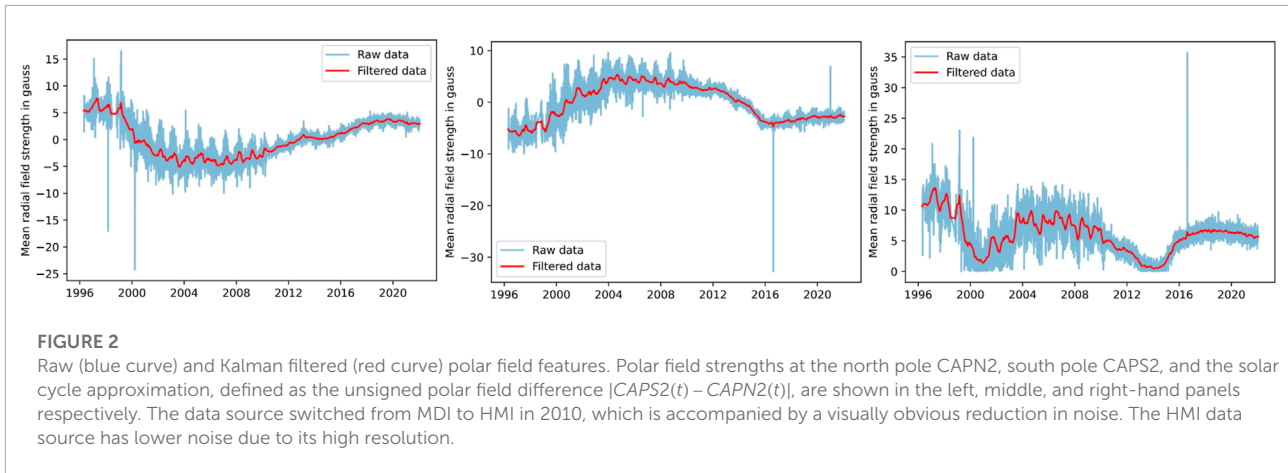 Mean radial field strength in gauss
15
10
5
0
−5
−10
−15
−20
−25
1996 2000 2004 2008 2012 2016 2020
Raw data
Filtered data
Mean radial field strength in gauss
10
0
−10
−20
−30
1996 2000 2004 2008 2012 2016 2020
Raw data
Filtered data
Mean radial field strength in gauss
35
30
25
20
15
10
5
0
1996 2000 2004 2008 2012 2016 2020
Raw data
Filtered data
FIGURE 2
Raw (blue curve) and Kalman filtered (red curve) polar field features. Polar field strengths at the north pole CAPN2, south pole CAPS2, and the solar
cycle approximation, defined as the unsigned polar field difference |CAPS2(t) – CAPN2(t)|, are shown in the left, middle, and right-hand panels
respectively. The data source switched from MDI to HMI in 2010, which is accompanied by a visually obvious reduction in noise. The HMI data
source has lower noise due to its high resolution.